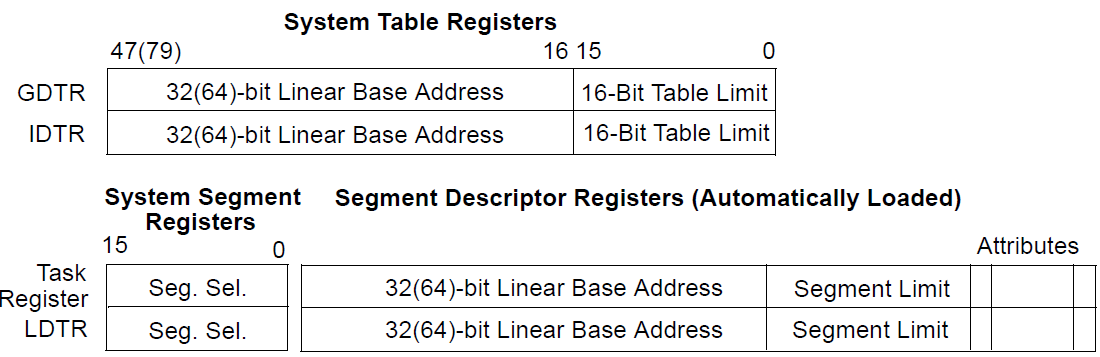 System Table Registers
47(79) 16 15 0
GDTR 32(64)-bit Linear Base Address 16-Bit Table Limit
IDTR 32(64)-bit Linear Base Address 16-Bit Table Limit
System Segment Registers
Segment Descriptor Registers (Automatically Loaded)
15 0 Attributes
Task Register Seg. Sel. 32(64)-bit Linear Base Address Segment Limit
LDTR Seg. Sel. 32(64)-bit Linear Base Address Segment Limit